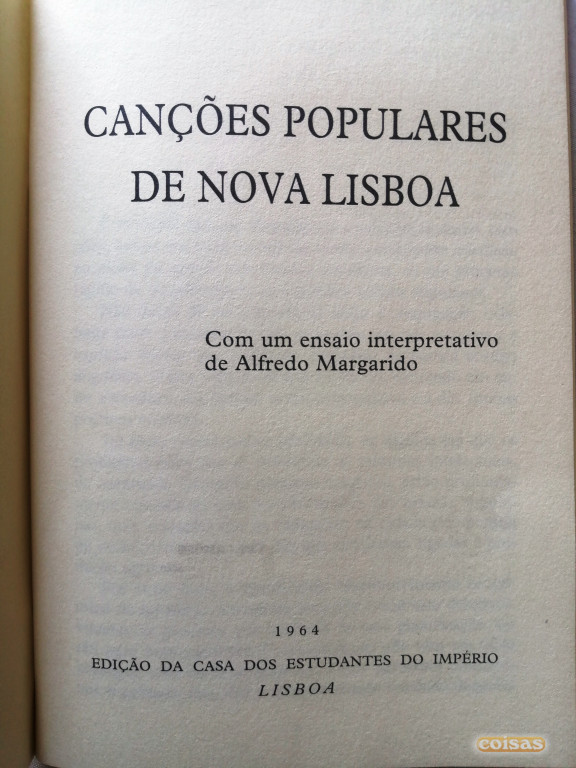 CANÇÕES POPULARES
DE NOVA LISBOA
Com um ensaio interpretativo
de Alfredo Margarido
1964
EDIÇÃO DA CASA DOS ESTUDANTES DO IMPÉRIO
LISBOA
coisas